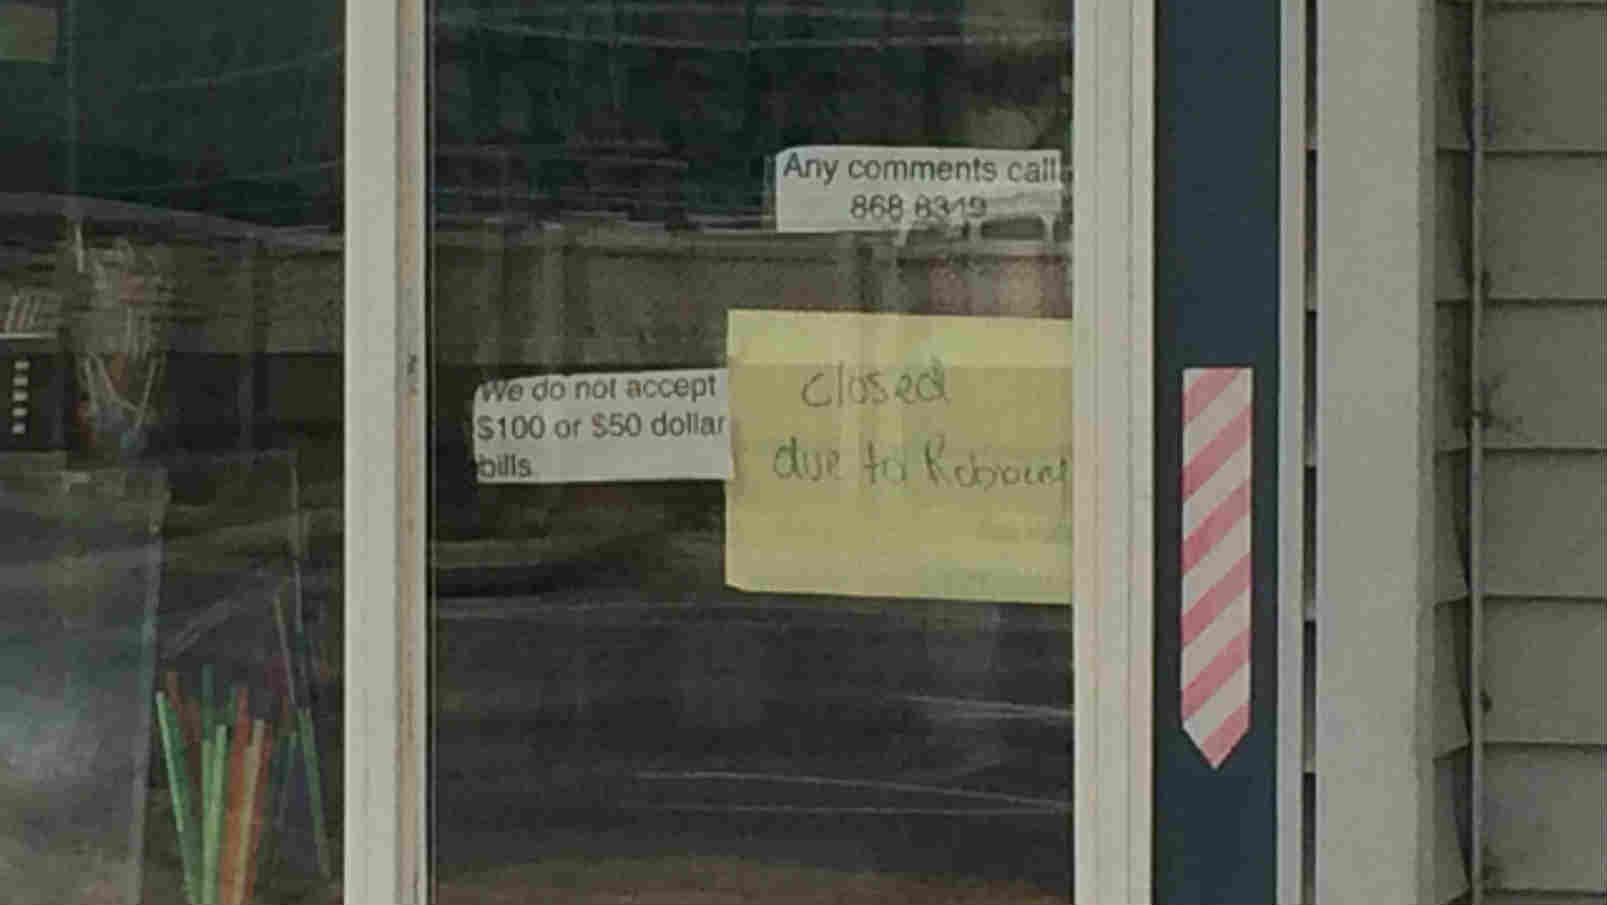 Any comments call
868 8319
We do not accept
$100 or $50 dollar
bills
closed
due to